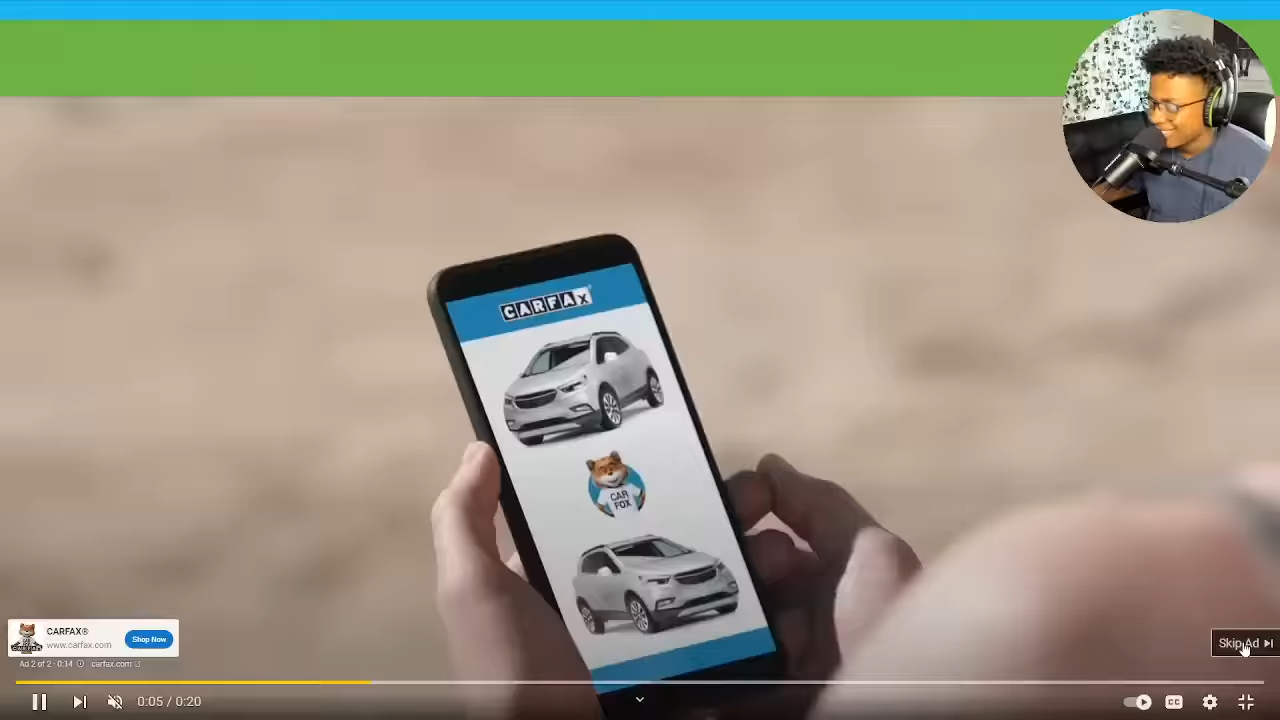 CARFAX
CAR
FOX
CARFAX®
www.carfax.com
Shop Now
Ad 2 of 2 · 0:14
carfax.com
Skip Ad
0:05 / 0:20
CC